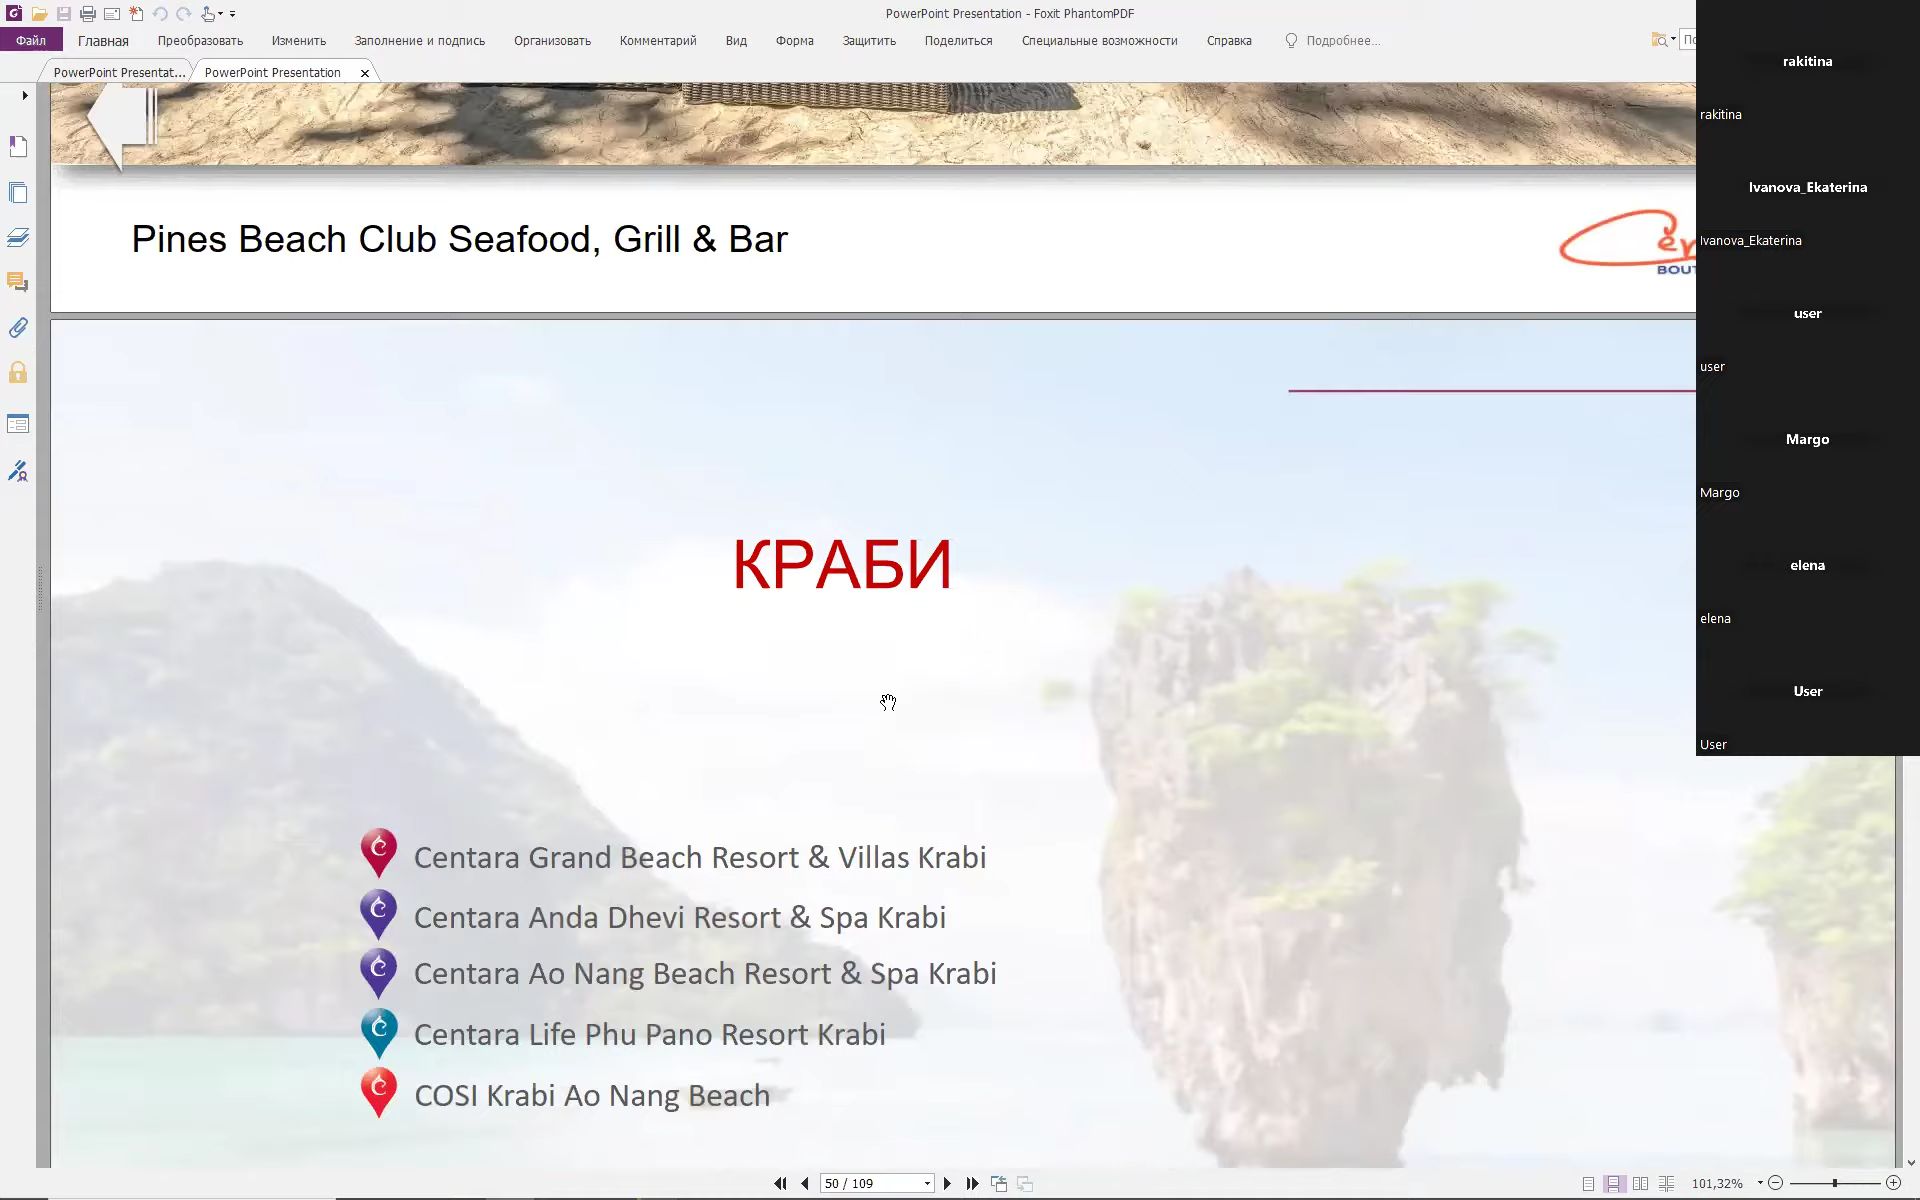 PowerPoint Presentation - Foxit PhantomPDF
Файл Главная Преобразовать Изменить Заполнение и подпись Организовать Комментарий Вид Форма Защитить Поделиться Специальные возможности Справка Подробнее...
PowerPoint Presentat... PowerPoint Presentation
Pines Beach Club Seafood, Grill & Bar
КРАБИ
Centara Grand Beach Resort & Villas Krabi
Centara Anda Dhevi Resort & Spa Krabi
Centara Ao Nang Beach Resort & Spa Krabi
Centara Life Phu Pano Resort Krabi
COSI Krabi Ao Nang Beach
rakitina
rakitina
Ivanova_Ekaterina
Ivanova_Ekaterina
user
user
Margo
Margo
elena
elena
User
User
50 / 109
101,32%